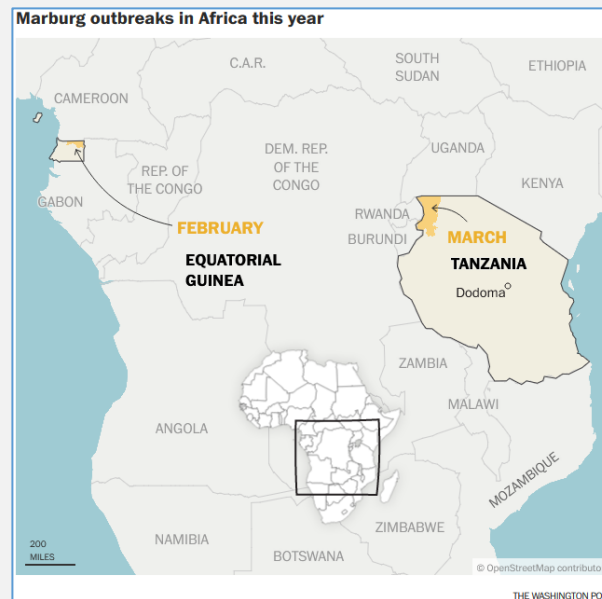 Marburg outbreaks in Africa this year
C.A.R.
SOUTH
SUDAN
ETHIOPIA
CAMEROON
DEM. REP.
OF THE
CONGO
UGANDA
REP. OF
THE CONGO
KENYA
GABON
RWANDA
FEBRUARY
BURUNDI
MARCH
EQUATORIAL
GUINEA
TANZANIA
Dodoma
ZAMBIA
MALAWI
ANGOLA
MOZAMBIQUE
ZIMBABWE
NAMIBIA
BOTSWANA
200
MILES
© OpenStreetMap contributo
THE WASHINGTON PO